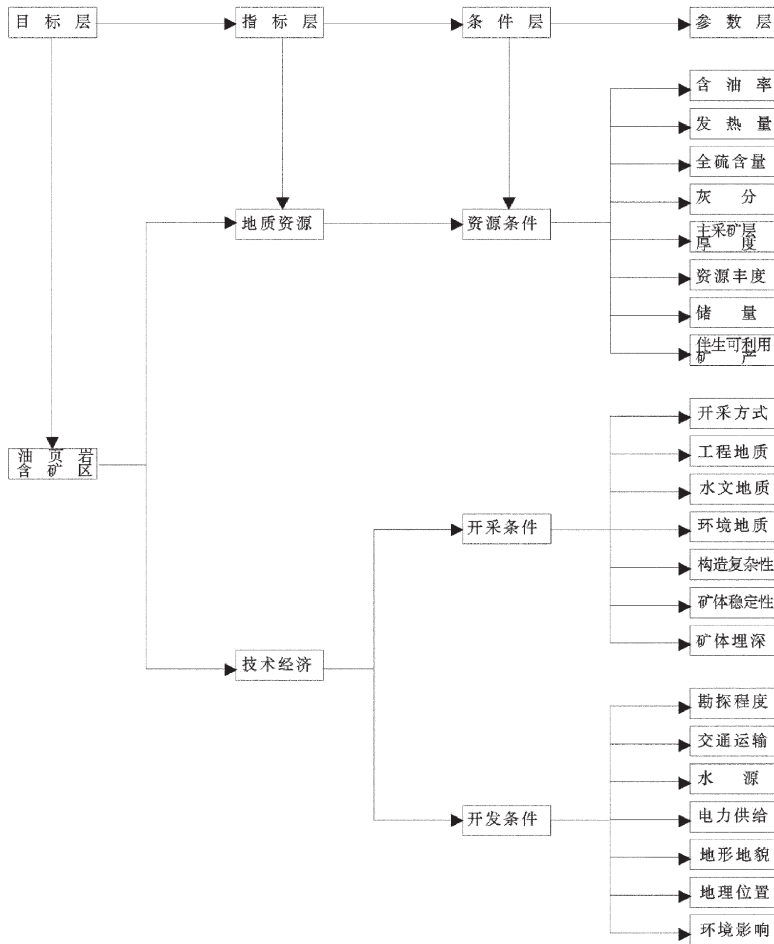 目标层
指标层
条件层
参数层
含油率
发热量
全硫含量
灰分
地质资源
资源条件
主采矿层
厚度
资源丰度
储量
伴生可利用
矿产
开采方式
油页岩
含矿区
工程地质
水文地质
开采条件
环境地质
构造复杂性
矿体稳定性
矿体埋深
技术经济
勘探程度
交通运输
水源
开发条件
电力供给
地形地貌
地理位置
环境影响